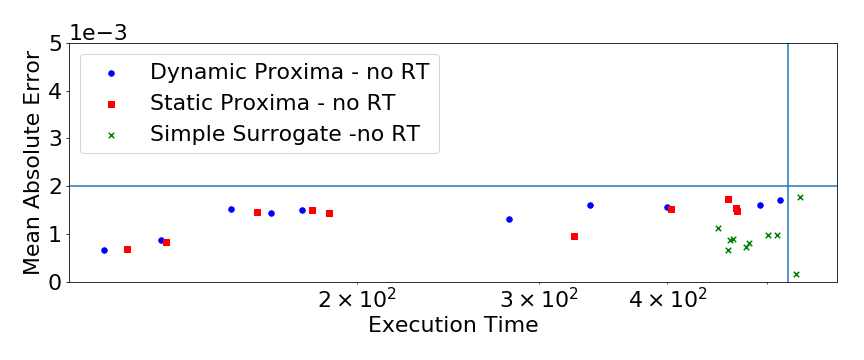 1e−3
5
4
3
2
1
0
Mean Absolute Error
Dynamic Proxima - no RT
Static Proxima - no RT
Simple Surrogate -no RT
2 × 10² 3 × 10² 4 × 10²
Execution Time